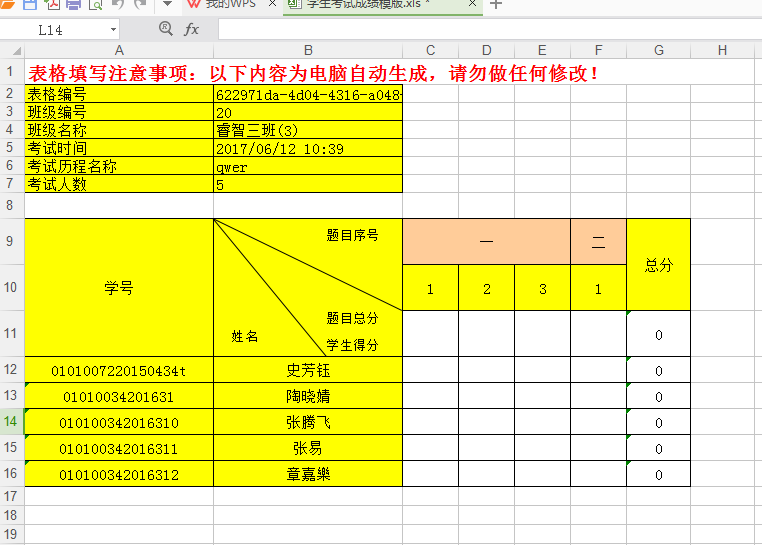 我的WPS × 学生考试成绩模版.xls * × +
L14 fx
A B C D E F G H
1 表格填写注意事项：以下内容为电脑自动生成，请勿做任何修改！
2 表格编号 622971da-4d04-4316-a048-
3 班级编号 20
4 班级名称 睿智三班(3)
5 考试时间 2017/06/12 10:39
6 考试历程名称 qwer
7 考试人数 5
8
9 题目序号 一 二
10 学号 1 2 3 1 总分
11 姓名 题目总分 学生得分 0
12 0101007220150434t 史芳钰 0
13 01010034201631 陶晓婧 0
14 010100342016310 张腾飞 0
15 010100342016311 张易 0
16 010100342016312 章嘉樂 0
17
18
19